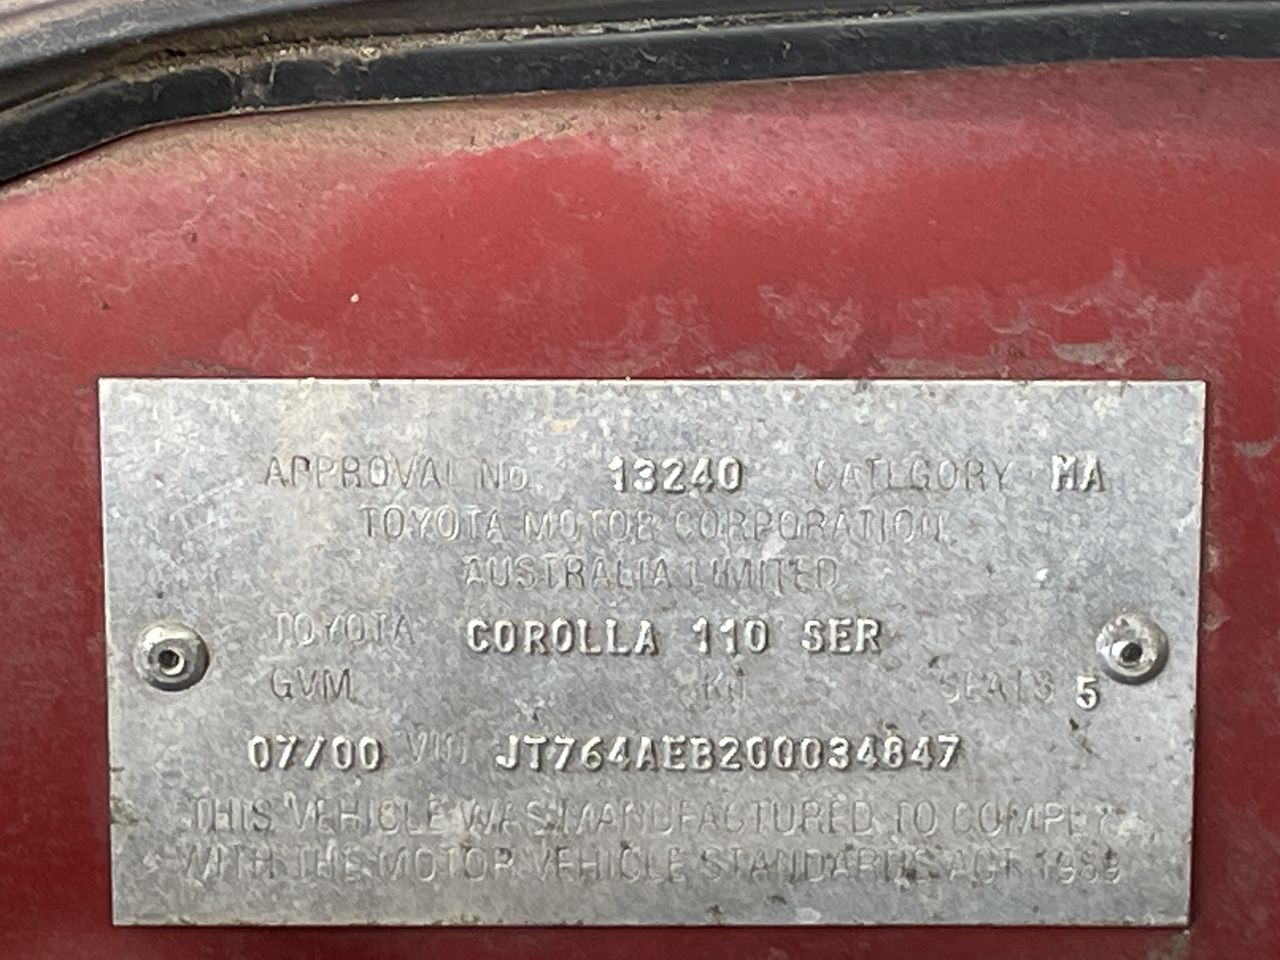 APPROVAL No. 13240 CATEGORY MA
TOYOTA MOTOR CORPORATION
AUSTRALIA LIMITED
TOYOTA COROLLA 110 SER
GVM KG SEATS 5
07/00 VIN JT764AEB200034847
THIS VEHICLE WAS MANUFACTURED TO COMPLY
WITH THE MOTOR VEHICLE STANDARDS ACT 1989